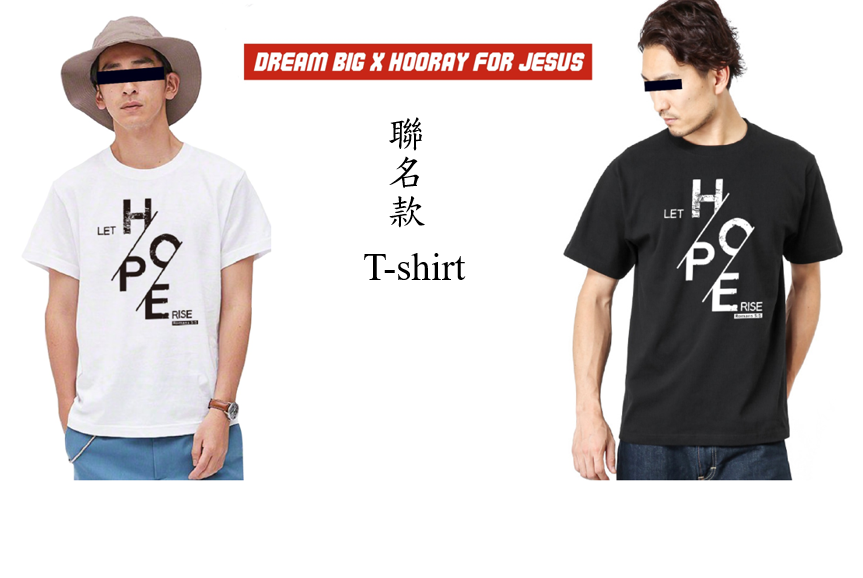 DREAM BIG X HOORAY FOR JESUS
聯名款
T-shirt
LET HOPE RISE
Romans 5:5
LET HOPE RISE
Romans 5:5